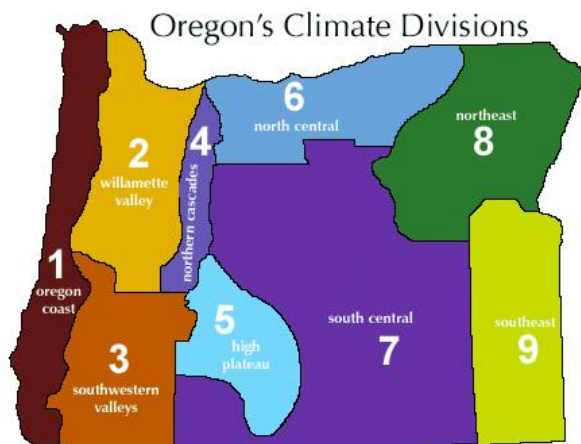 Oregon's Climate Divisions
1
oregon
coast
2
willamette
valley
3
southwestern
valleys
4
northern cascades
5
high
plateau
6
north central
south central
7
northeast
8
southeast
9